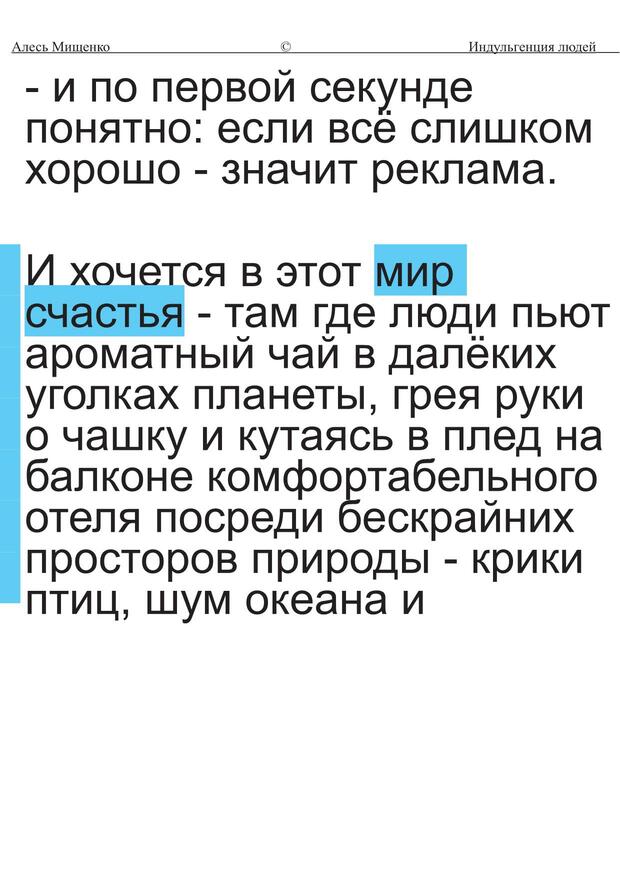 Алесь Мищенко © Индульгенция людей
- и по первой секунде
понятно: если всё слишком
хорошо - значит реклама.
И хочется в этот мир
счастья - там где люди пьют
ароматный чай в далёких
уголках планеты, грея руки
о чашку и кутаясь в плед на
балконе комфортабельного
отеля посреди бескрайних
просторов природы - крики
птиц, шум океана и